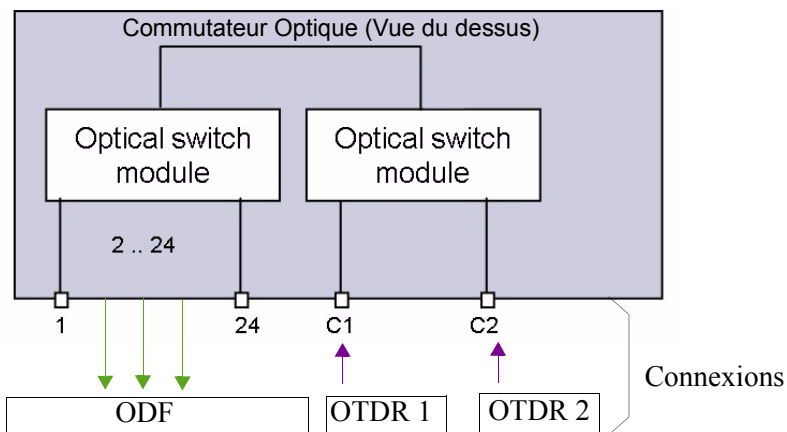 Commutateur Optique (Vue du dessus)
Optical switch
module
Optical switch
module
2 .. 24
1
24
C1
C2
Connexions
ODF
OTDR 1
OTDR 2